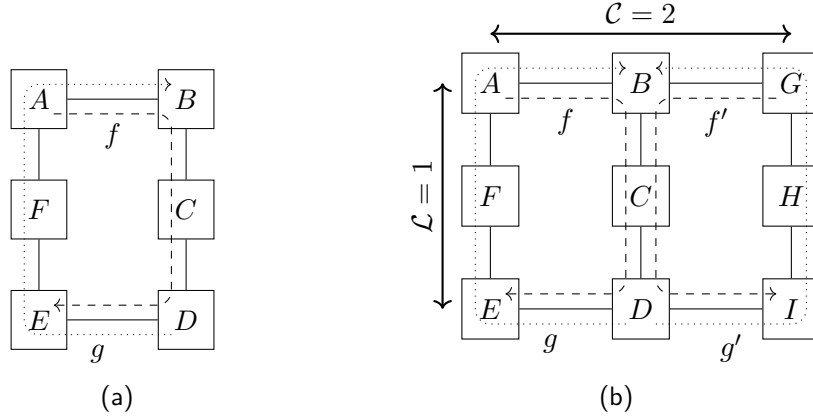 𝒞 = 2
A B
f
F C
E D
g
(a)
A B G
f f′
ℒ = 1
F C H
E D I
g g′
(b)